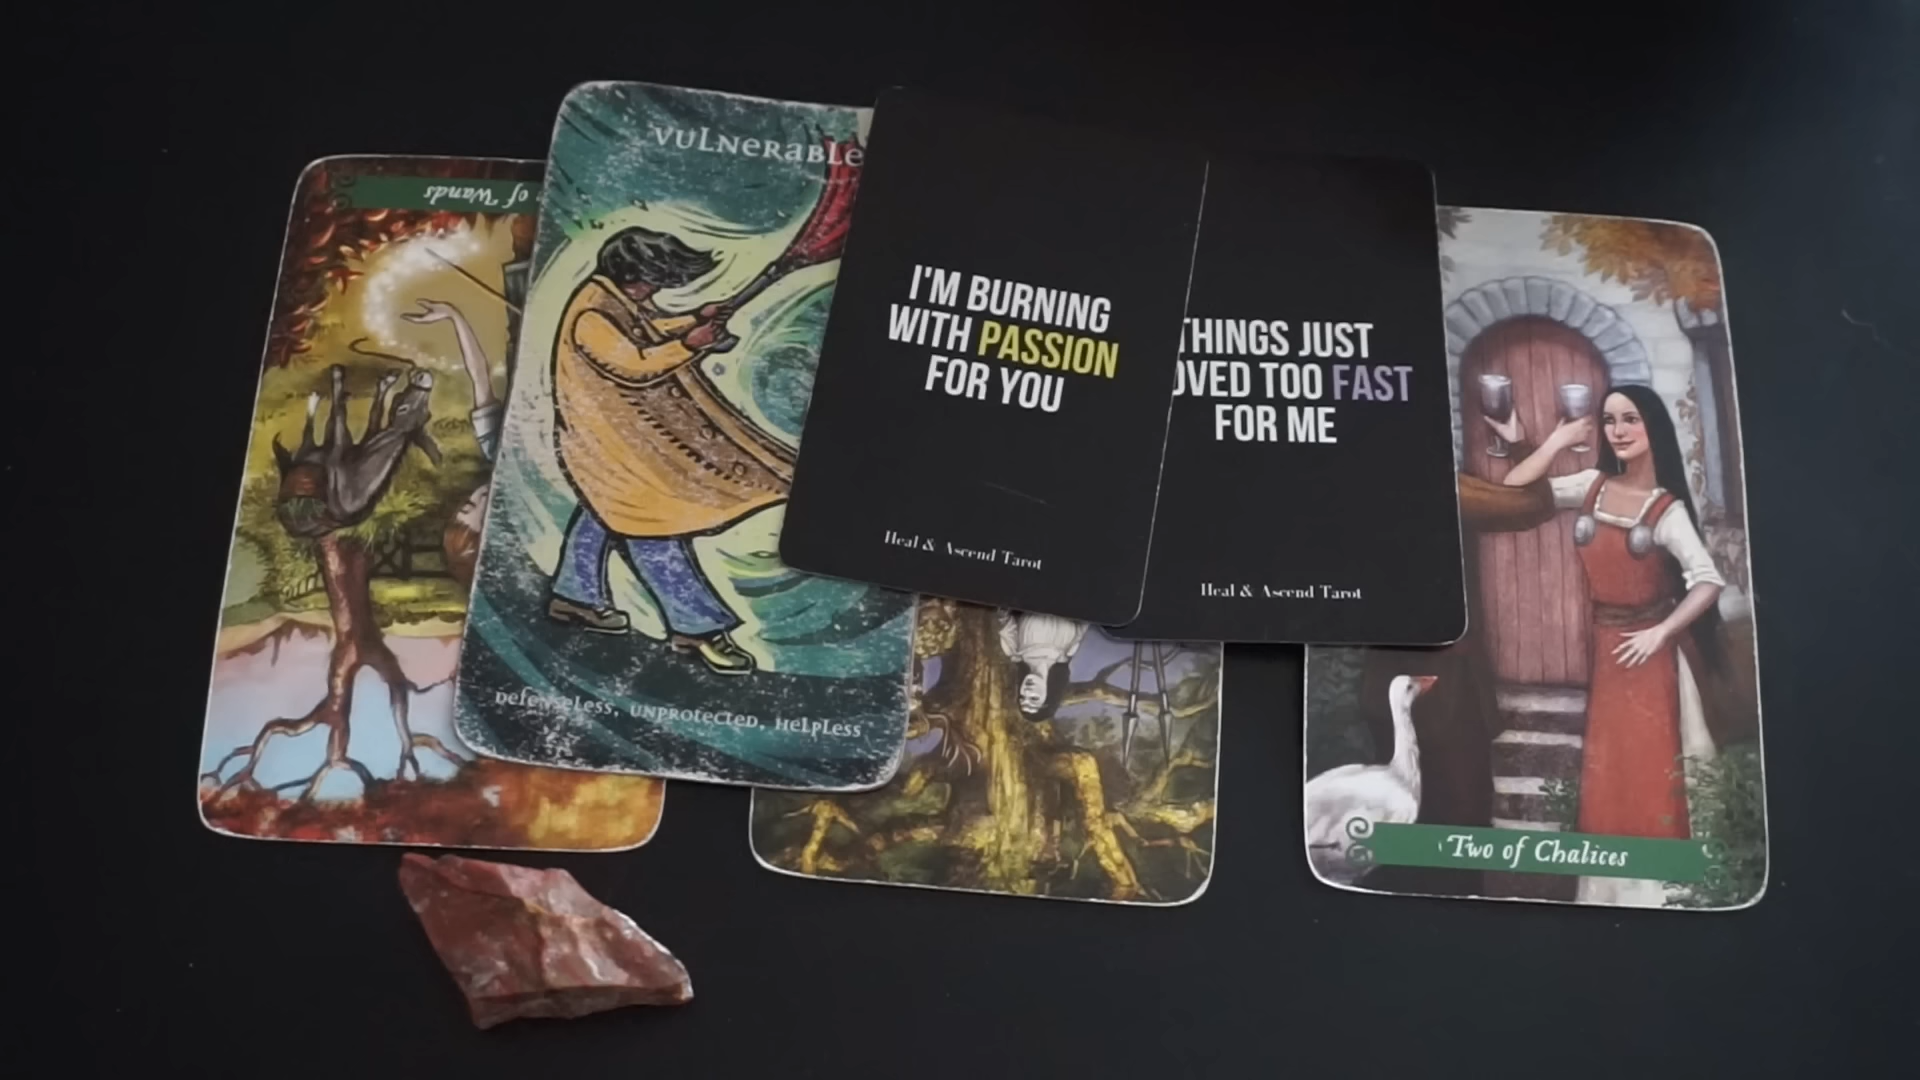 of Wands
VULNERABLE
DEFENSELESS, UNPROTECTED, HELPLESS
I'M BURNING
WITH PASSION
FOR YOU
Heal & Ascend Tarot
THINGS JUST
OVED TOO FAST
FOR ME
Heal & Ascend Tarot
Two of Chalices